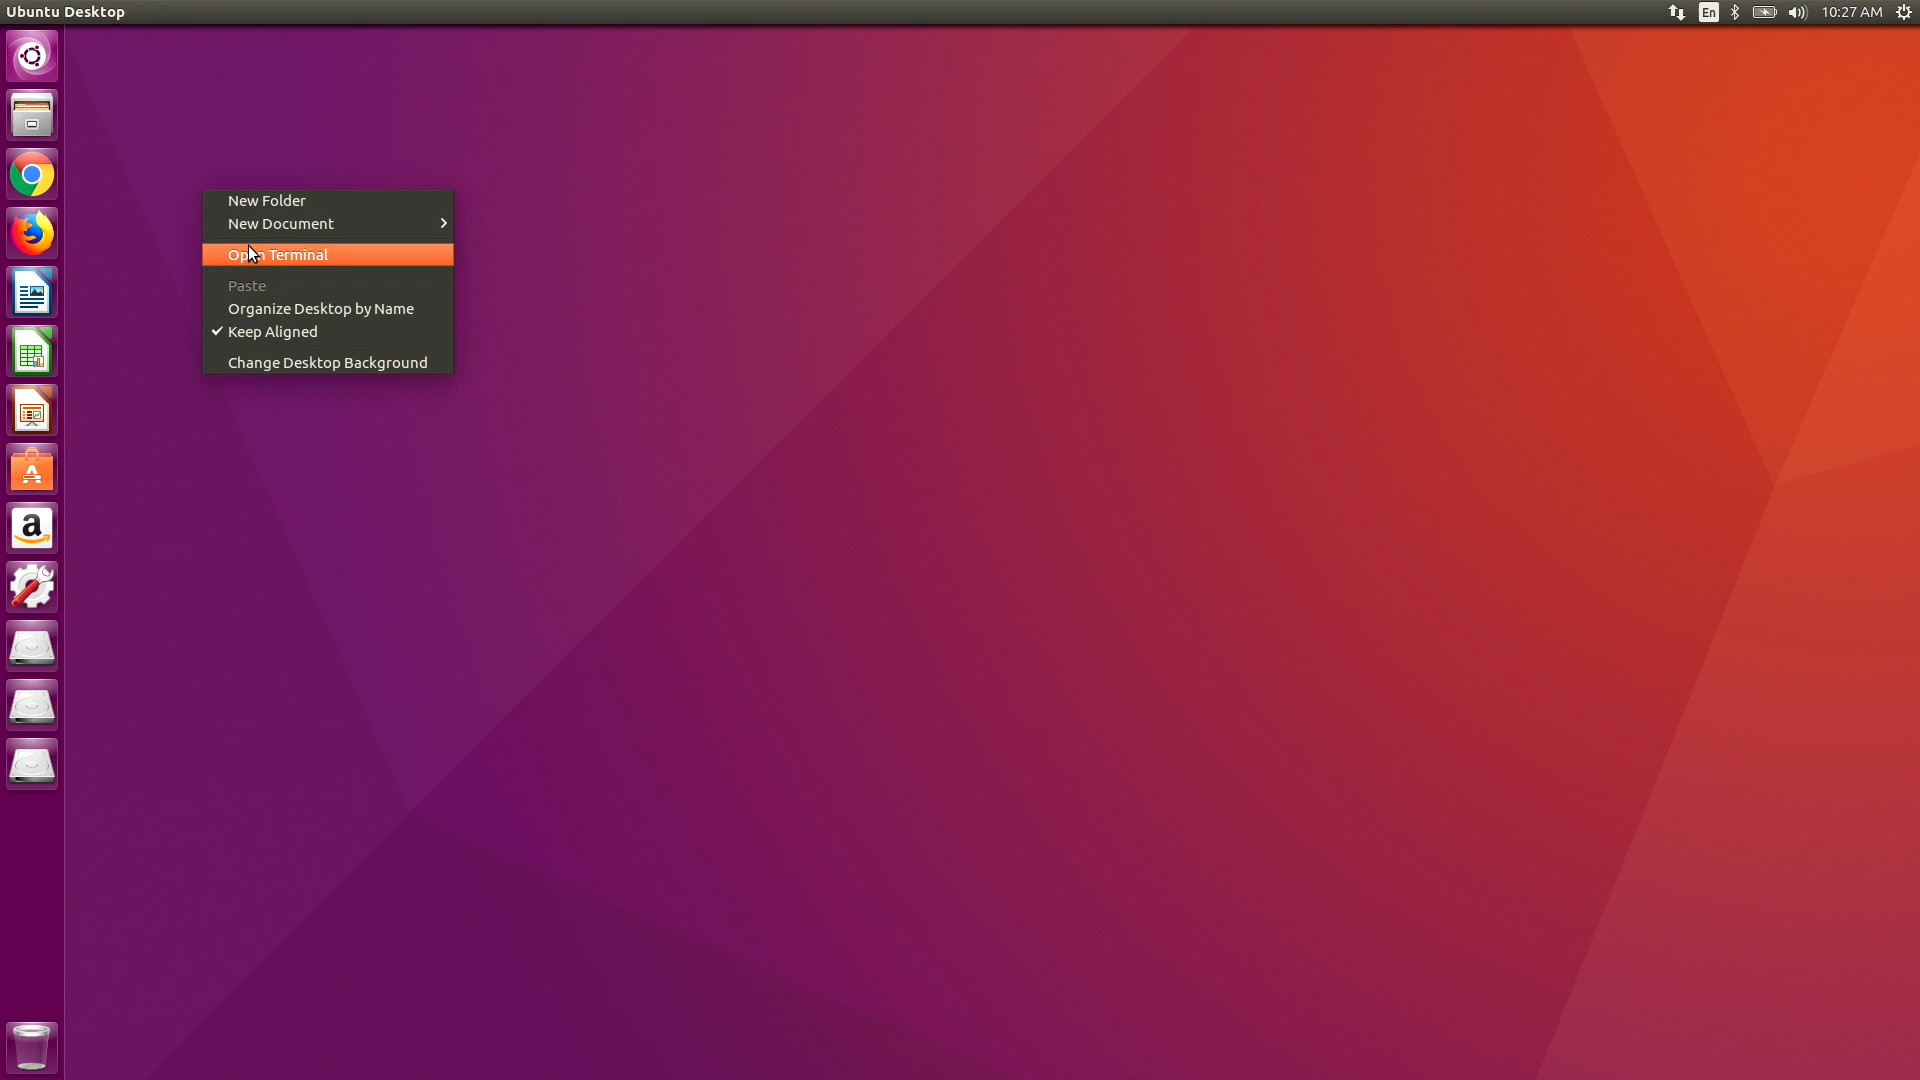 Ubuntu Desktop
En
10:27 AM
New Folder
New Document
Open Terminal
Paste
Organize Desktop by Name
Keep Aligned
Change Desktop Background
A
a